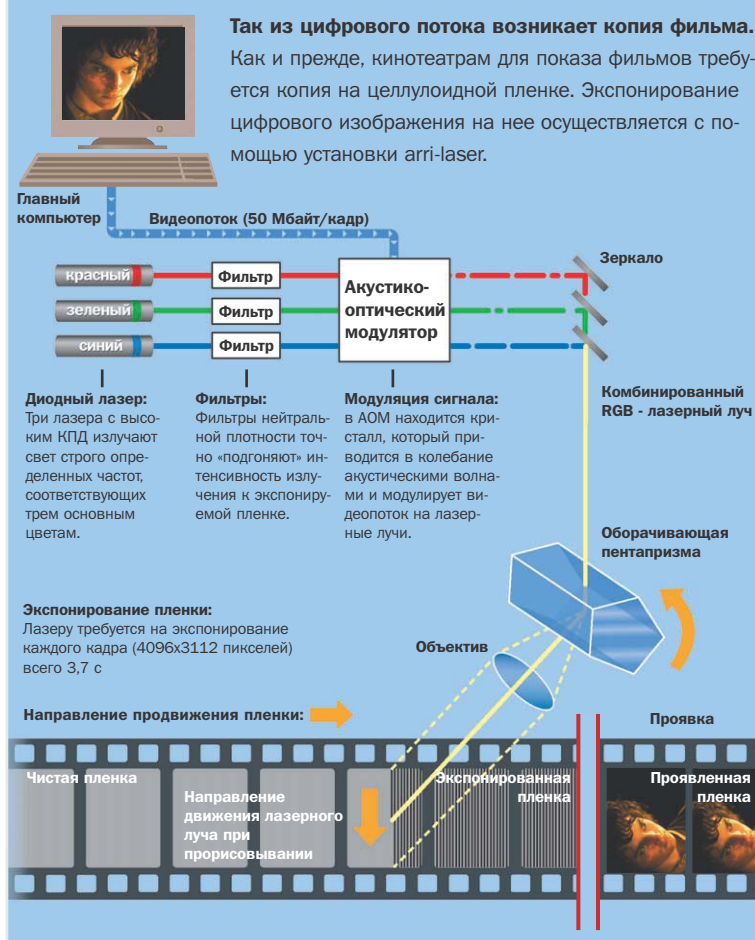 Так из цифрового потока возникает копия фильма.
Как и прежде, кинотеатрам для показа фильмов требу-
ется копия на целлулоидной пленке. Экспонирование
цифрового изображения на нее осуществляется с по-
мощью установки arri-laser.
Главный
компьютер
Видеопоток (50 Мбайт/кадр)
красный
Фильтр
зеленый
Фильтр
синий
Фильтр
Акустико-
оптический
модулятор
Зеркало
Диодный лазер:
Три лазера с высо-
ким КПД излучают
свет строго опре-
деленных частот,
соответствующих
трем основным
цветам.
Фильтры:
Фильтры нейтраль-
ной плотности точ-
но «подгоняют» ин-
тенсивность излу-
чения к экспониру-
емой пленке.
Модуляция сигнала:
в АОМ находится кри-
сталл, который при-
водится в колебание
акустическими волна-
ми и модулирует ви-
деопоток на лазер-
ные лучи.
Комбинированный
RGB - лазерный луч
Оборачивающая
пентапризма
Экспонирование пленки:
Лазеру требуется на экспонирование
каждого кадра (4096x3112 пикселей)
всего 3,7 с
Объектив
Направление продвижения пленки:
Проявка
Чистая пленка
Направление
движения лазерного
луча при
прорисовывании
Экспонированная
пленка
Проявленная
пленка